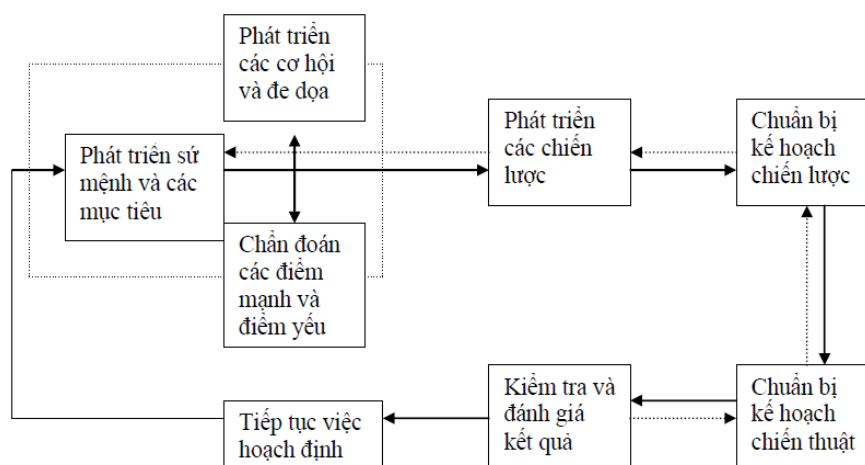 Phát triển
các cơ hội
và đe dọa
Phát triển sứ
mệnh và các
mục tiêu
Chẩn đoán
các điểm
mạnh và
điểm yếu
Phát triển
các chiến
lược
Chuẩn bị
kế hoạch
chiến lược
Chuẩn bị
kế hoạch
chiến thuật
Kiểm tra và
đánh giá
kết quả
Tiếp tục việc
hoạch định